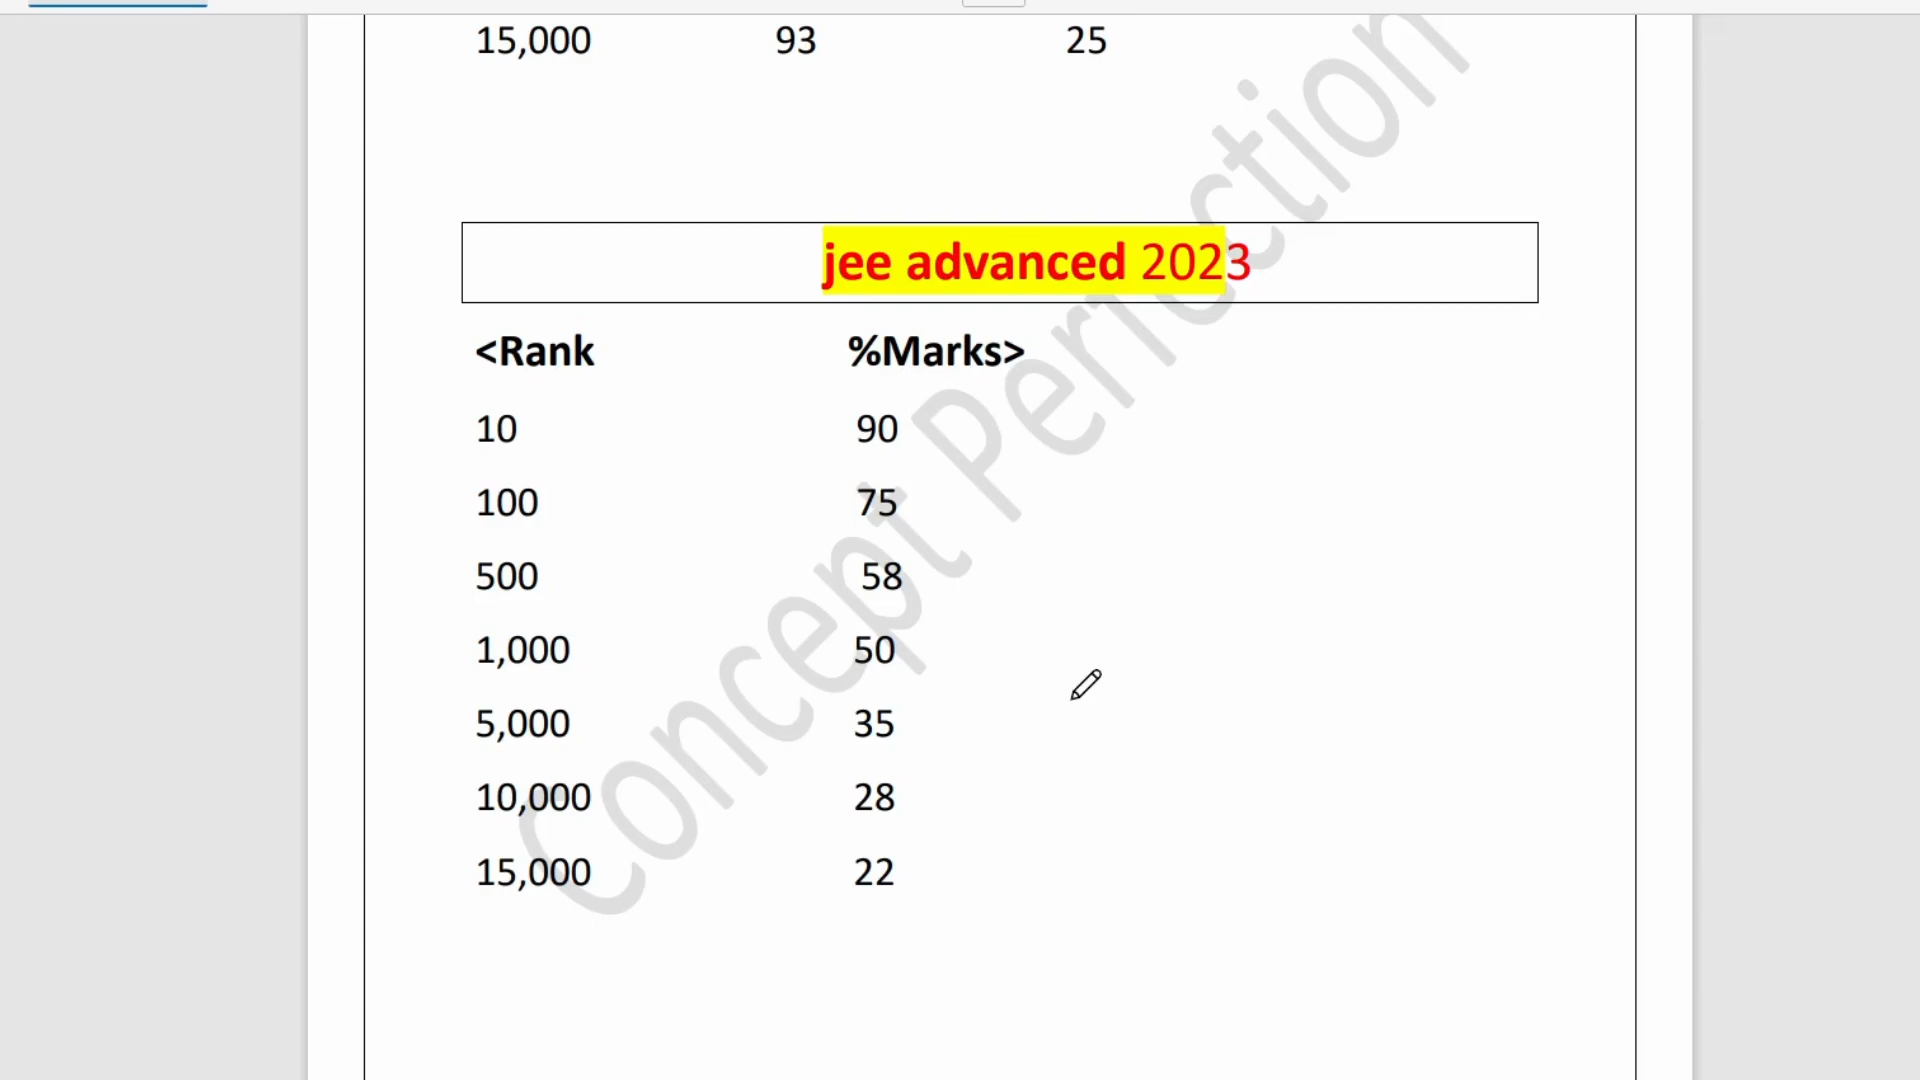 15,000 93 25
jee advanced 2023
<Rank %Marks>
10 90
100 75
500 58
1,000 50
5,000 35
10,000 28
15,000 22
Concept Perfection